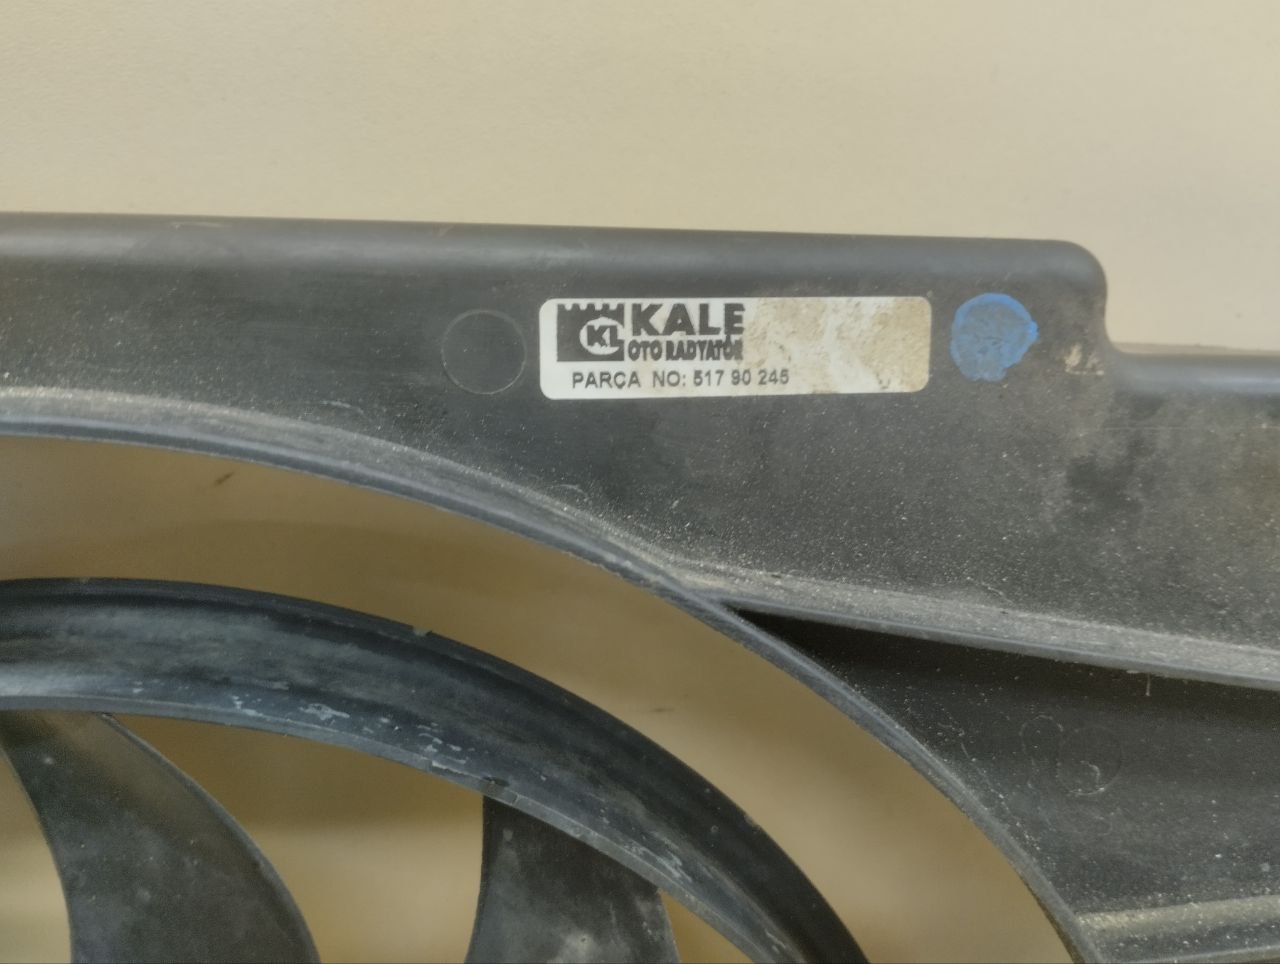 KL KALE
OTO RADYATÖR
PARÇA NO: 517 90 245